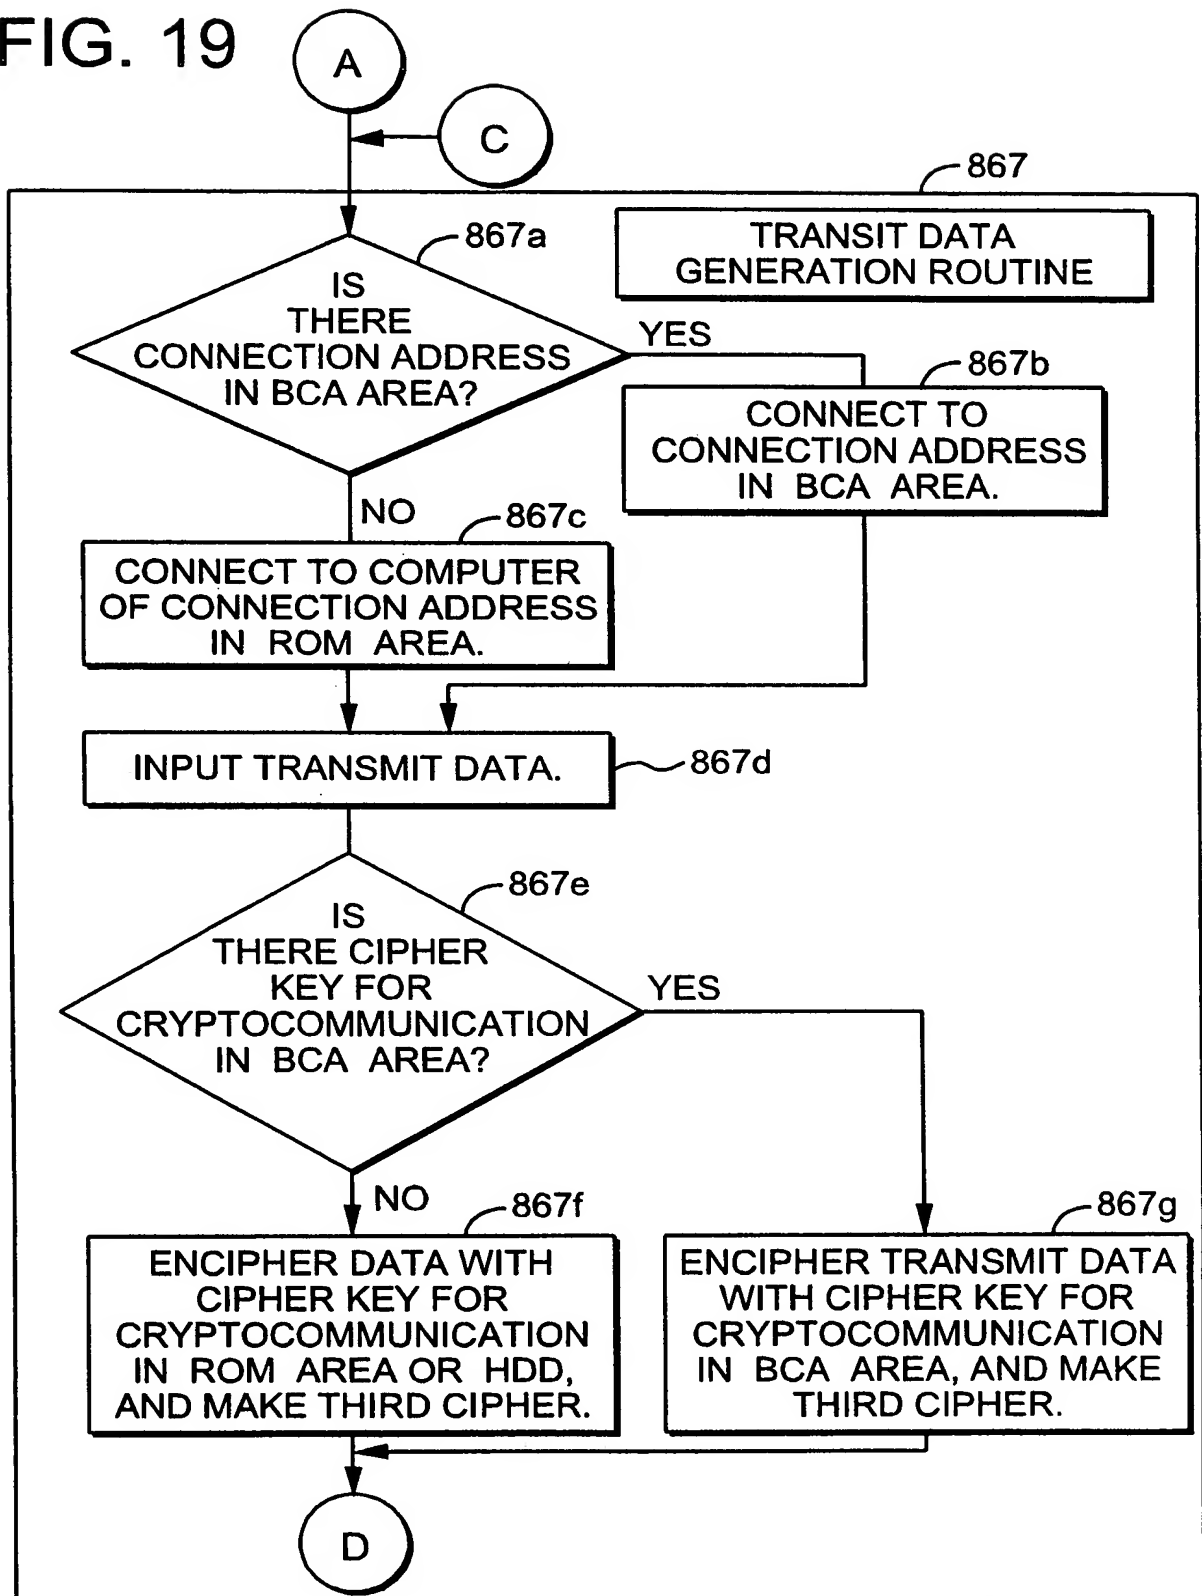 FIG. 19
A
C
867
TRANSIT DATA
GENERATION ROUTINE
867a
IS
THERE
CONNECTION ADDRESS
IN BCA AREA?
YES
867b
CONNECT TO
CONNECTION ADDRESS
IN BCA AREA.
NO
867c
CONNECT TO COMPUTER
OF CONNECTION ADDRESS
IN ROM AREA.
INPUT TRANSMIT DATA.
867d
867e
IS
THERE CIPHER
KEY FOR
CRYPTOCOMMUNICATION
IN BCA AREA?
YES
NO
867f
ENCIPHER DATA WITH
CIPHER KEY FOR
CRYPTOCOMMUNICATION
IN ROM AREA OR HDD,
AND MAKE THIRD CIPHER.
867g
ENCIPHER TRANSMIT DATA
WITH CIPHER KEY FOR
CRYPTOCOMMUNICATION
IN BCA AREA, AND MAKE
THIRD CIPHER.
D